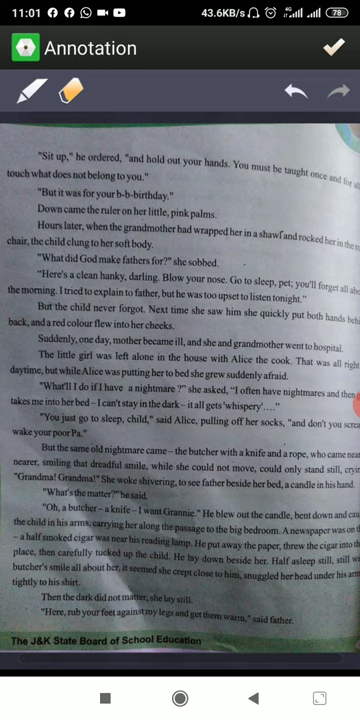 11:01 43.6KB/s 78
Annotation
"Sit up," he ordered, "and hold out your hands. You must be taught once and for
touch what does not belong to you."
"But it was for your b-b-birthday."
Down came the ruler on her little, pink palms.
Hours later, when the grandmother had wrapped her in a shawl and rocked her in the
chair, the child clung to her soft body.
"What did God make fathers for?" she sobbed.
"Here's a clean hanky, darling. Blow your nose. Go to sleep, pet; you'll forget all
the morning. I tried to explain to father, but he was too upset to listen tonight."
But the child never forgot. Next time she saw him she quickly put both hands
back, and a red colour flew into her cheeks.
Suddenly, one day, mother became ill, and she and grandmother went to hospital.
The little girl was left alone in the house with Alice the cook. That was all right
daytime, but while Alice was putting her to bed she grew suddenly afraid.
"What'll I do if I have a nightmare?" she asked, "I often have nightmares and then
takes me into her bed – I can't stay in the dark – it all gets 'whispery'...."
"You just go to sleep, child," said Alice, pulling off her socks, "and don't you
wake your poor Pa."
But the same old nightmare came – the butcher with a knife and a rope, who came
nearer, smiling that dreadful smile, while she could not move, could only stand still,
"Grandma! Grandma!" She woke shivering, to see father beside her bed, a candle in his hand.
"What's the matter?" he said.
"Oh, a butcher – a knife – I want Grannie." He blew out the candle, bent down and
the child in his arms, carrying her along the passage to the big bedroom. A newspaper was on
– a half smoked cigar was near his reading lamp. He put away the paper, threw the cigar into
place, then carefully tucked up the child. He lay down beside her. Half asleep still, still
butcher's smile all about her, it seemed she crept close to him, snuggled her head under his
tightly to his shirt.
Then the dark did not matter; she lay still.
"Here, rub your feet against my legs and get them warm," said father.
The J&K State Board of School Education